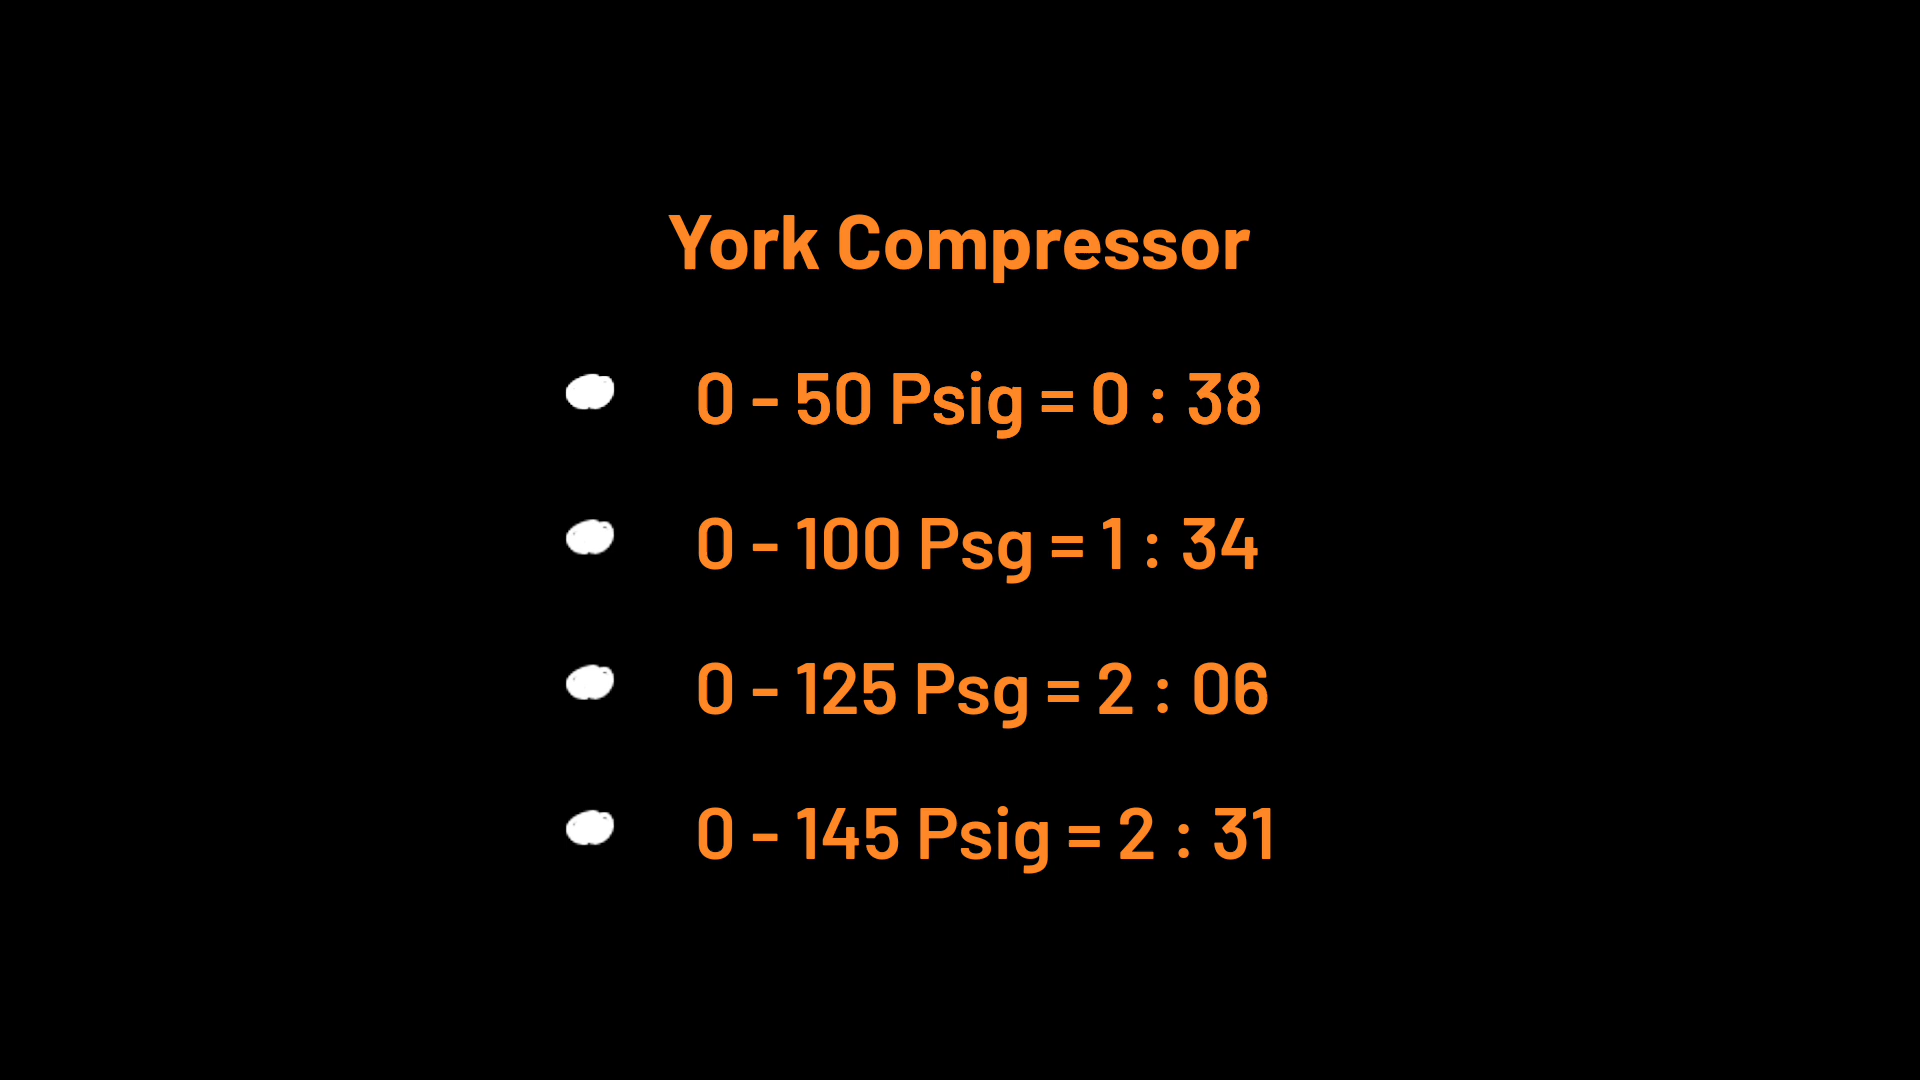 York Compressor
0 - 50 Psig = 0 : 38
0 - 100 Psg = 1 : 34
0 - 125 Psg = 2 : 06
0 - 145 Psig = 2 : 31